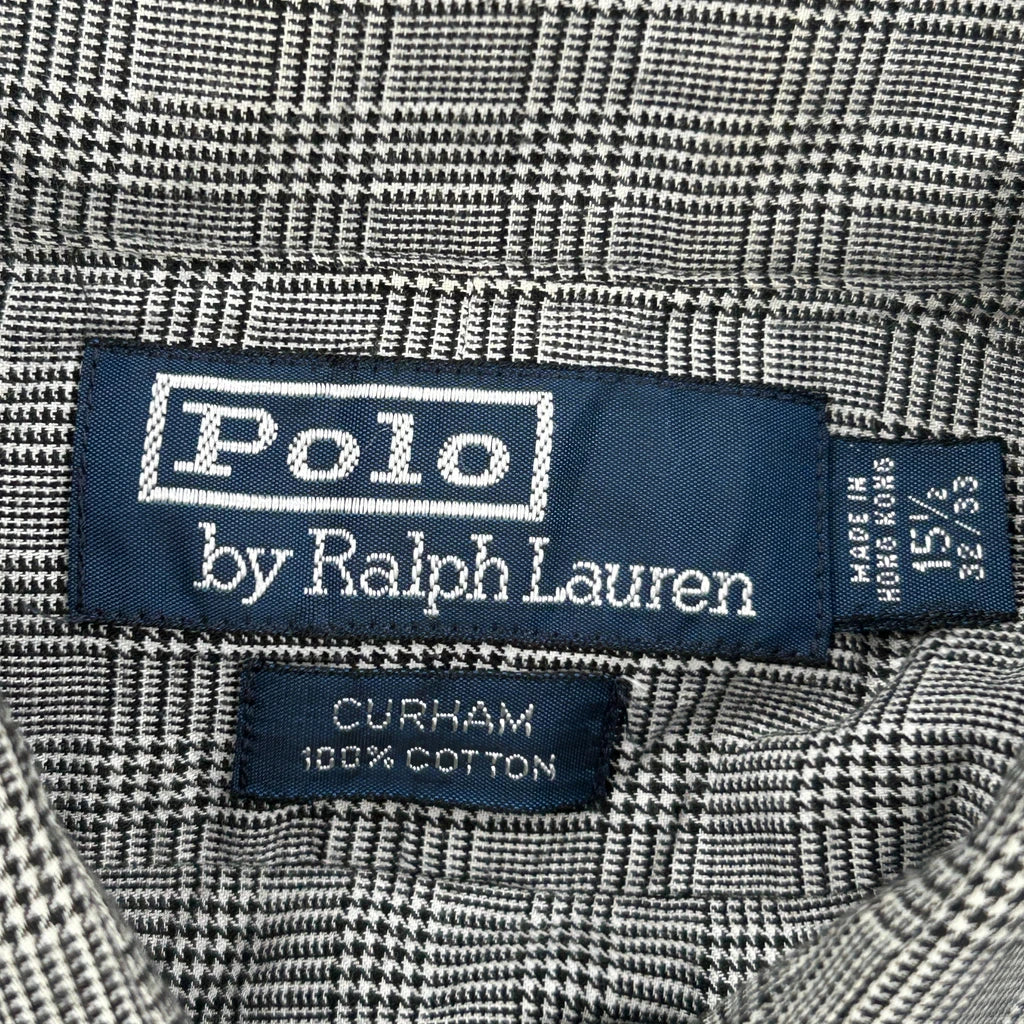 Polo
by Ralph Lauren
MADE IN
HONG KONG
15½
32/33
CURHAM
100% COTTON